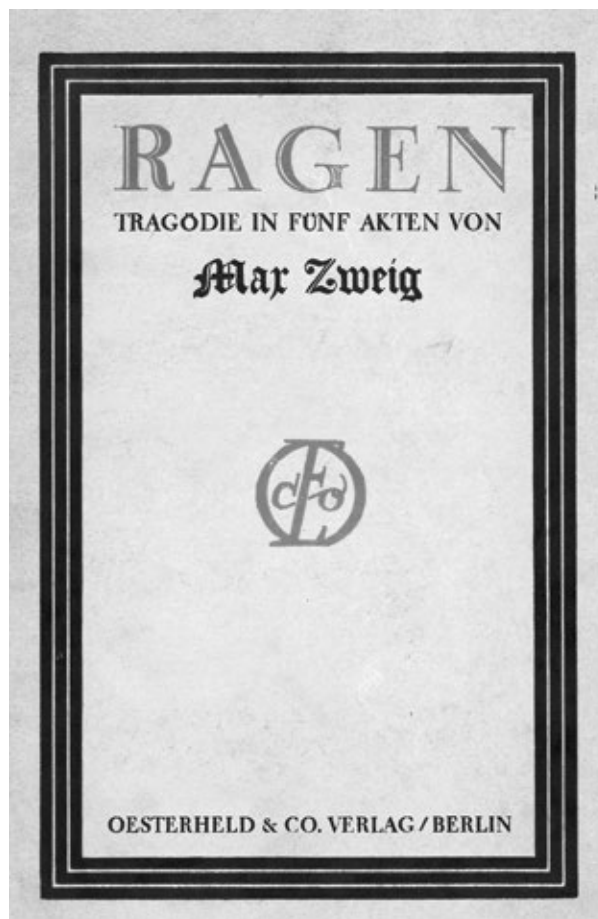 RAGEN
TRAGÖDIE IN FÜNF AKTEN VON
Max Zweig
OESTERHELD & CO. VERLAG / BERLIN